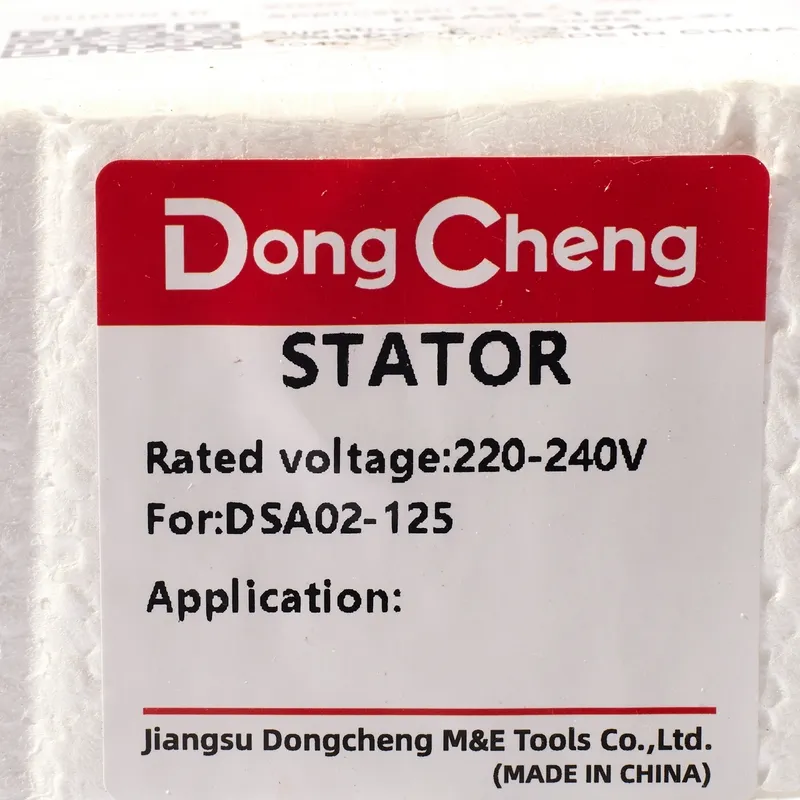 DongCheng
STATOR
Rated voltage:220-240V
For:DSA02-125
Application:
Jiangsu Dongcheng M&E Tools Co.,Ltd.
(MADE IN CHINA)